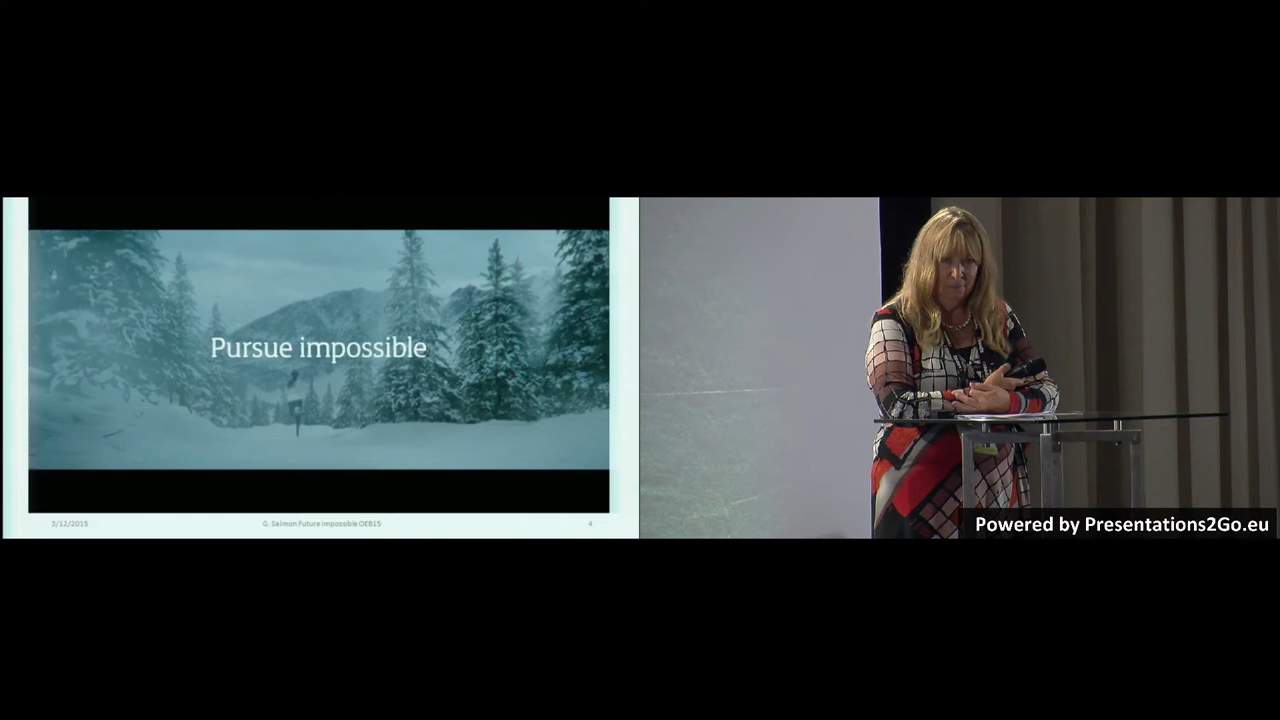 Pursue impossible
3/12/2015
G. Salmon Future Impossible OEB15
4
Powered by Presentations2Go.eu